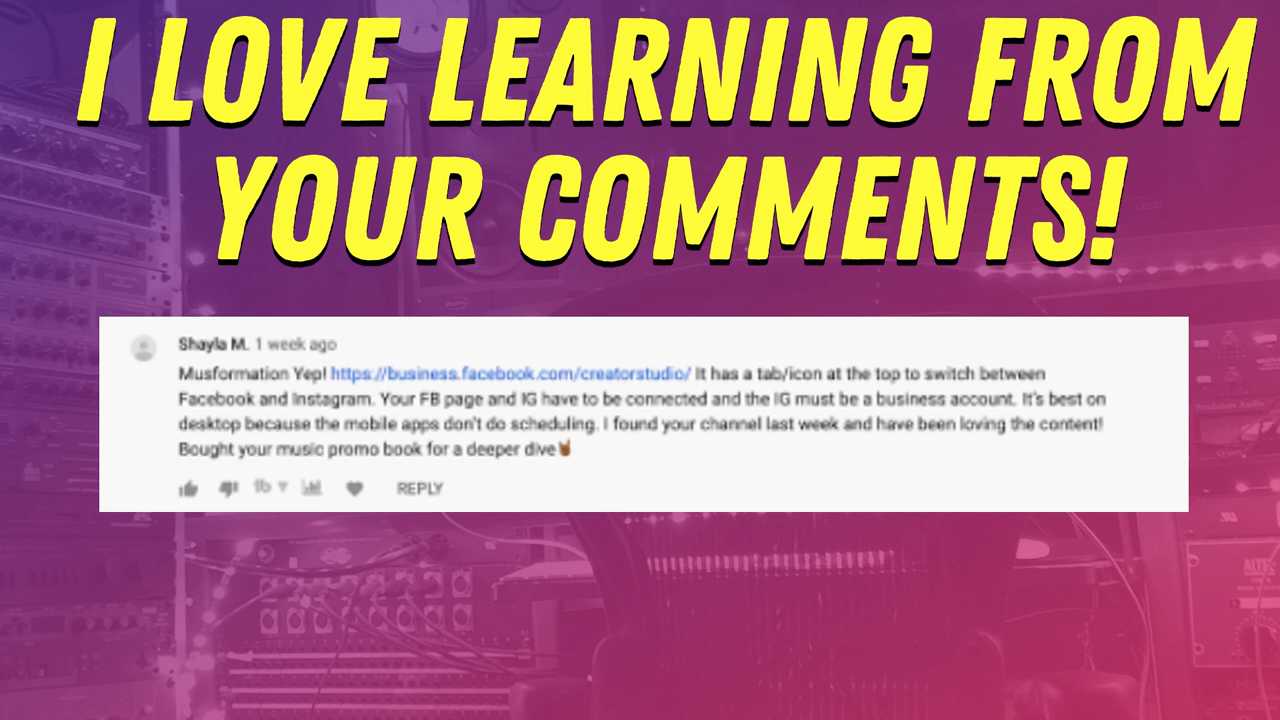 I LOVE LEARNING FROM
YOUR COMMENTS!
Shayla M. 1 week ago
Musformation Yep! https://business.facebook.com/creatorstudio/ It has a tab/icon at the top to switch between
Facebook and Instagram. Your FB page and IG have to be connected and the IG must be a business account. It's best on
desktop because the mobile apps don't do scheduling. I found your channel last week and have been loving the content!
Bought your music promo book for a deeper dive🤘🏾
REPLY
ALTEC